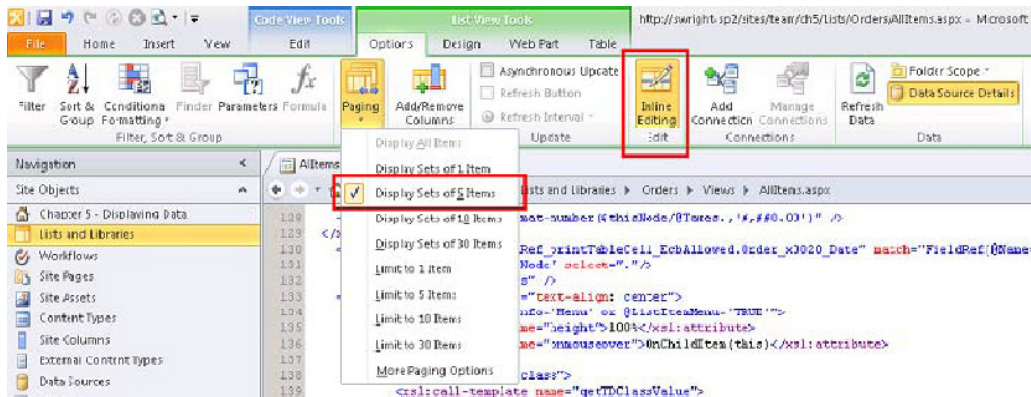 Code View Tools
List View Tools
http://swright-sp2/sites/team/ch5/Lists/Orders/AllItems.aspx - Microsoft
File Home Insert View Edit Options Design Web Part Table
Filter
Sort & Group
Conditional Formatting
Finder
Parameters
Formula
Filter, Sort & Group
Paging
Add/Remove Columns
Asynchronous Update
Refresh Button
Refresh Interval
Update
Inline Editing
Edit
Add Connection
Manage Connections
Connections
Refresh Data
Folder Scope
Data Source Details
Data
Display All Items
Display Sets of 1 Item
Display Sets of 5 Items
Display Sets of 10 Items
Display Sets of 30 Items
Limit to 1 Item
Limit to 5 Items
Limit to 10 Items
Limit to 30 Items
More Paging Options
Navigation
Site Objects
Chapter 5 - Displaying Data
Lists and Libraries
Workflows
Site Pages
Site Assets
Content Types
Site Columns
External Content Types
Data Sources
AllItems
Lists and Libraries Orders Views AllItems.aspx
128
129 </
130
131
132
133
134
135
136
137
138
139
select="."/>
="text-align: center">
="height">100%</xsl:attribute>
="onmouseover">OnChildItem(this)</xsl:attribute>
class">
<xsl:call-template name="getTDClassValue">